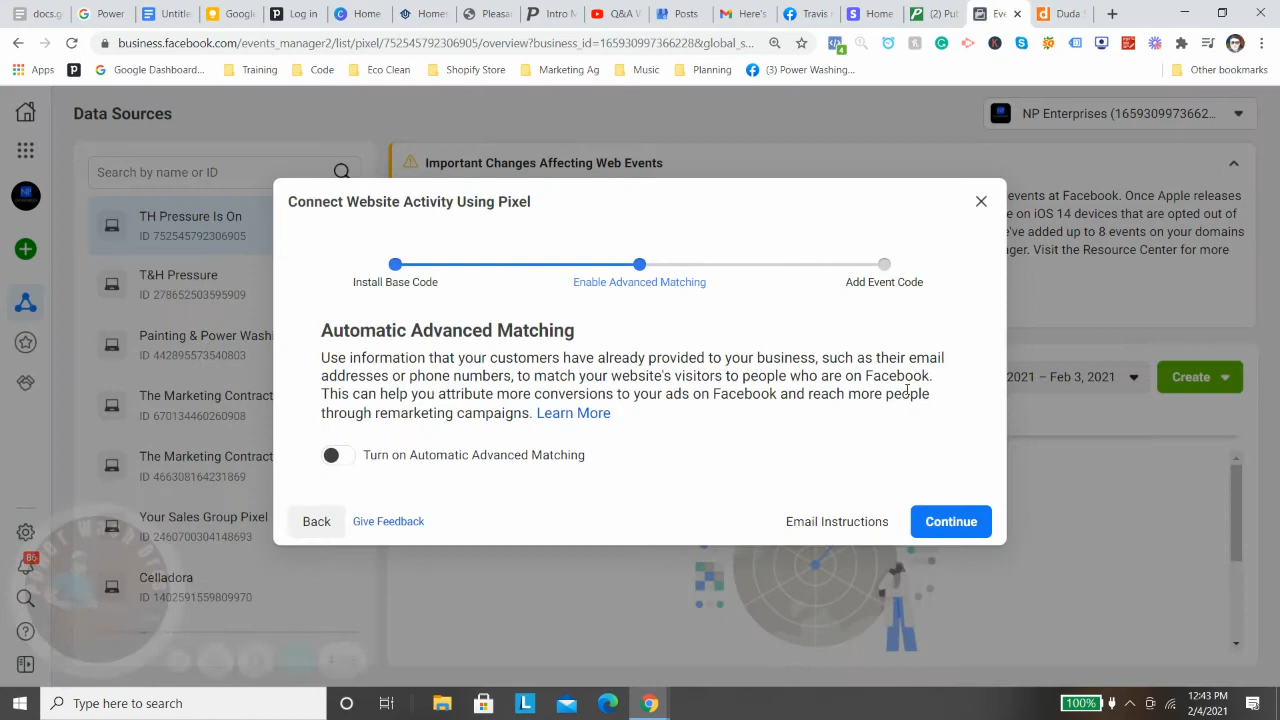 docs.g
Power
Untitle
Google
Log in
Home
Home
Pleasa
Intro M
Q&A W
Posts
Here's
Travis r
Home
(2) Pu
Eve
Duda
business.facebook.com/events_manager2/list/pixel/752545792306905/overview?business_id=165930997366228&global_s...
Apps
Google Dashboard...
Training
Code
Eco Clean
Shopify Store
Marketing Ag
Music
Planning
(3) Power Washing...
Other bookmarks
Data Sources
NP Enterprises (1659309973662...
Search by name or ID
Important Changes Affecting Web Events
events at Facebook. Once Apple releases
e on iOS 14 devices that are opted out of
've added up to 8 events on your domains
ager. Visit the Resource Center for more
TH Pressure Is On
ID 752545792306905
T&H Pressure
ID 278652503595909
Painting & Power Washi
ID 442895573540803
The Marketing Contract
ID 670134460260908
The Marketing Contract
ID 466308164231869
Your Sales Group Pixel
ID 2460700304148693
Celladora
ID 1402591559809970
Connect Website Activity Using Pixel
Install Base Code
Enable Advanced Matching
Add Event Code
Automatic Advanced Matching
Use information that your customers have already provided to your business, such as their email
addresses or phone numbers, to match your website's visitors to people who are on Facebook.
This can help you attribute more conversions to your ads on Facebook and reach more people
through remarketing campaigns. Learn More
Turn on Automatic Advanced Matching
Back
Give Feedback
Email Instructions
Continue
2021 – Feb 3, 2021
Create
86
Type here to search
100%
12:43 PM
2/4/2021